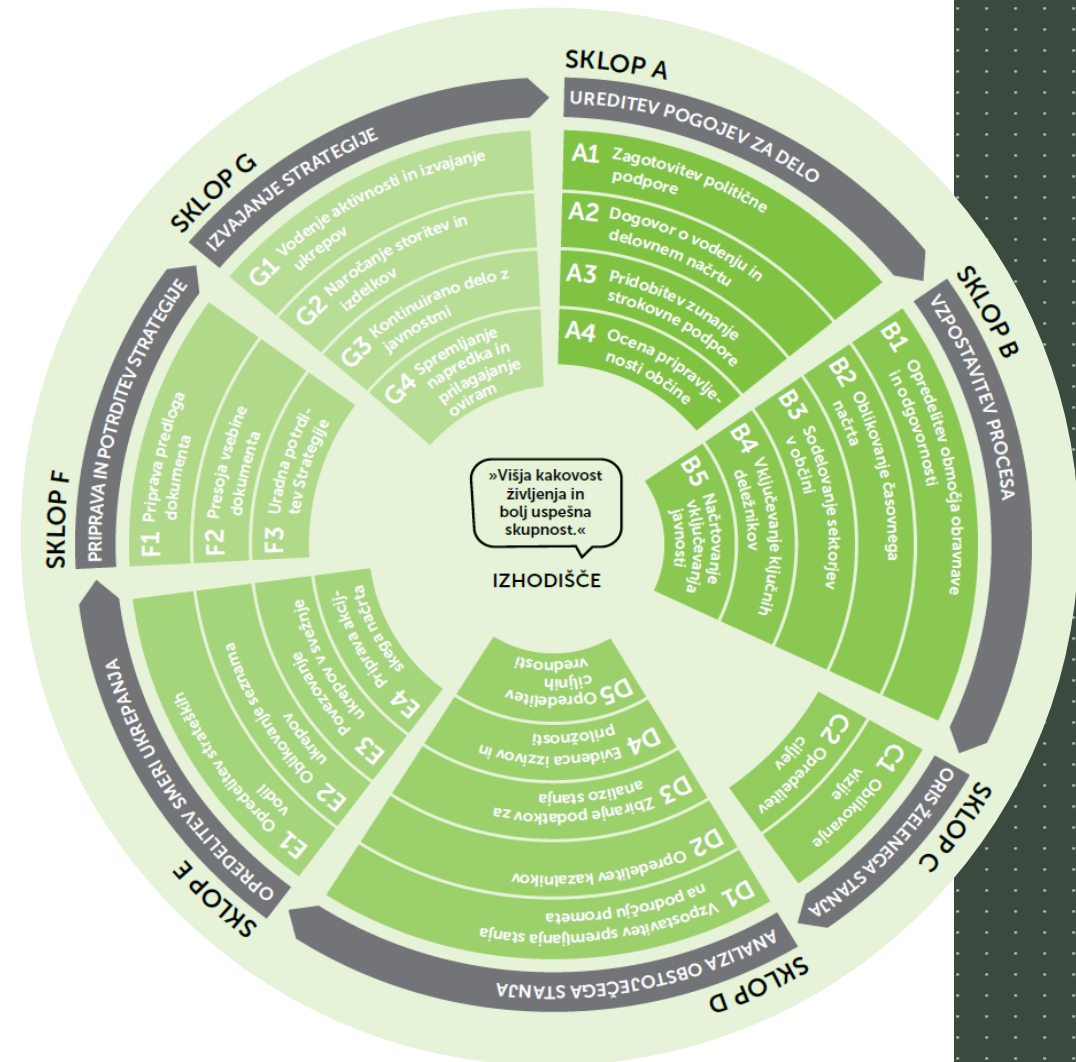 SKLOP A
UREDITEV POGOJEV ZA DELO
A1 Zagotovitev politične
podpore
A2 Dogovor o vodenju in
delovnem načrtu
A3 Pridobitev zunanje
strokovne podpore
A4 Ocena pripravlje-
nosti občine
SKLOP B
VZPOSTAVITEV PROCESA
B1 Opredelitev območja obravnave
in odgovornosti
B2 Oblikovanje časovnega
načrta
B3 Sodelovanje sektorjev
v občini
B4 Vključevanje ključnih
deležnikov
B5 Načrtovanje
vključevanja
javnosti
SKLOP C
ORIS ŽELENEGA STANJA
C1 Oblikovanje
vizije
C2 Opredelitev
ciljev
SKLOP D
ANALIZA OBSTOJEČEGA STANJA
D1 Vzpostavitev spremljanja stanja
na področju prometa
D2 Opredelitev kazalnikov
D3 Zbiranje podatkov za
analizo stanja
D4 Evidenca izzivov in
priložnosti
D5 Opredelitev
ciljnih
vrednosti
SKLOP E
OPREDELITEV SMERI UKREPANJA
E1 Opredelitev strateških
vodil
E2 Oblikovanje seznama
ukrepov
E3 Povezovanje
ukrepov v svežnje
E4 Priprava akcij-
skega načrta
SKLOP F
PRIPRAVA IN POTRDITEV STRATEGIJE
F1 Priprava predloga
dokumenta
F2 Presoja vsebine
dokumenta
F3 Uradna potrdi-
tev Strategije
SKLOP G
IZVAJANJE STRATEGIJE
G1 Vodenje aktivnosti in izvajanje
ukrepov
G2 Naročanje storitev in
izdelkov
G3 Kontinuirano delo z
javnostmi
G4 Spremljanje
napredka in
prilagajanje
oviram
»Višja kakovost
življenja in
bolj uspešna
skupnost.«
IZHODIŠČE